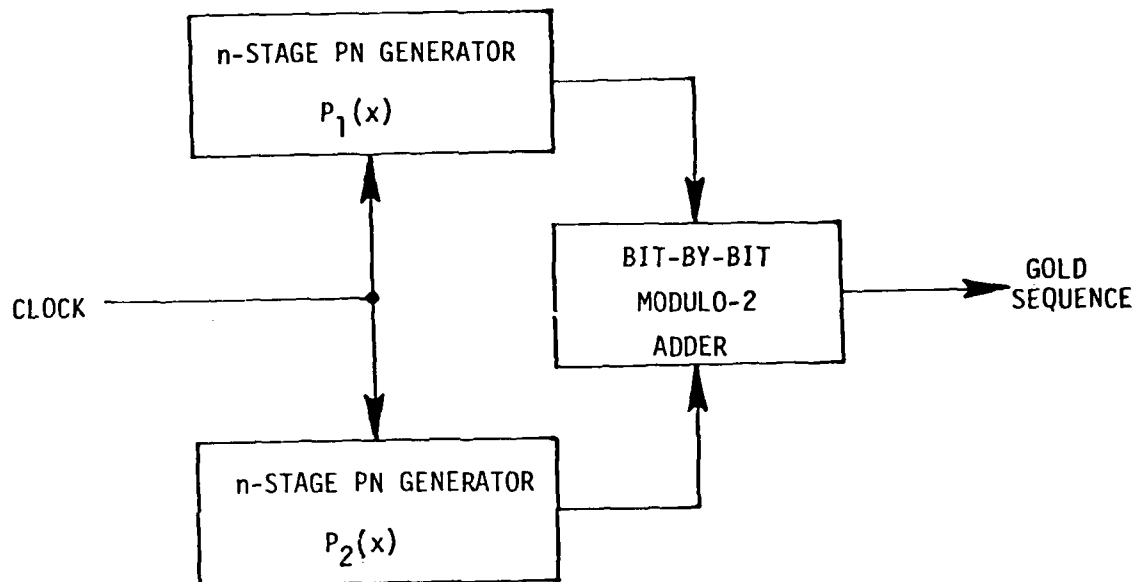 n-STAGE PN GENERATOR
P₁(x)
CLOCK
BIT-BY-BIT
MODULO-2
ADDER
GOLD
SEQUENCE
n-STAGE PN GENERATOR
P₂(x)